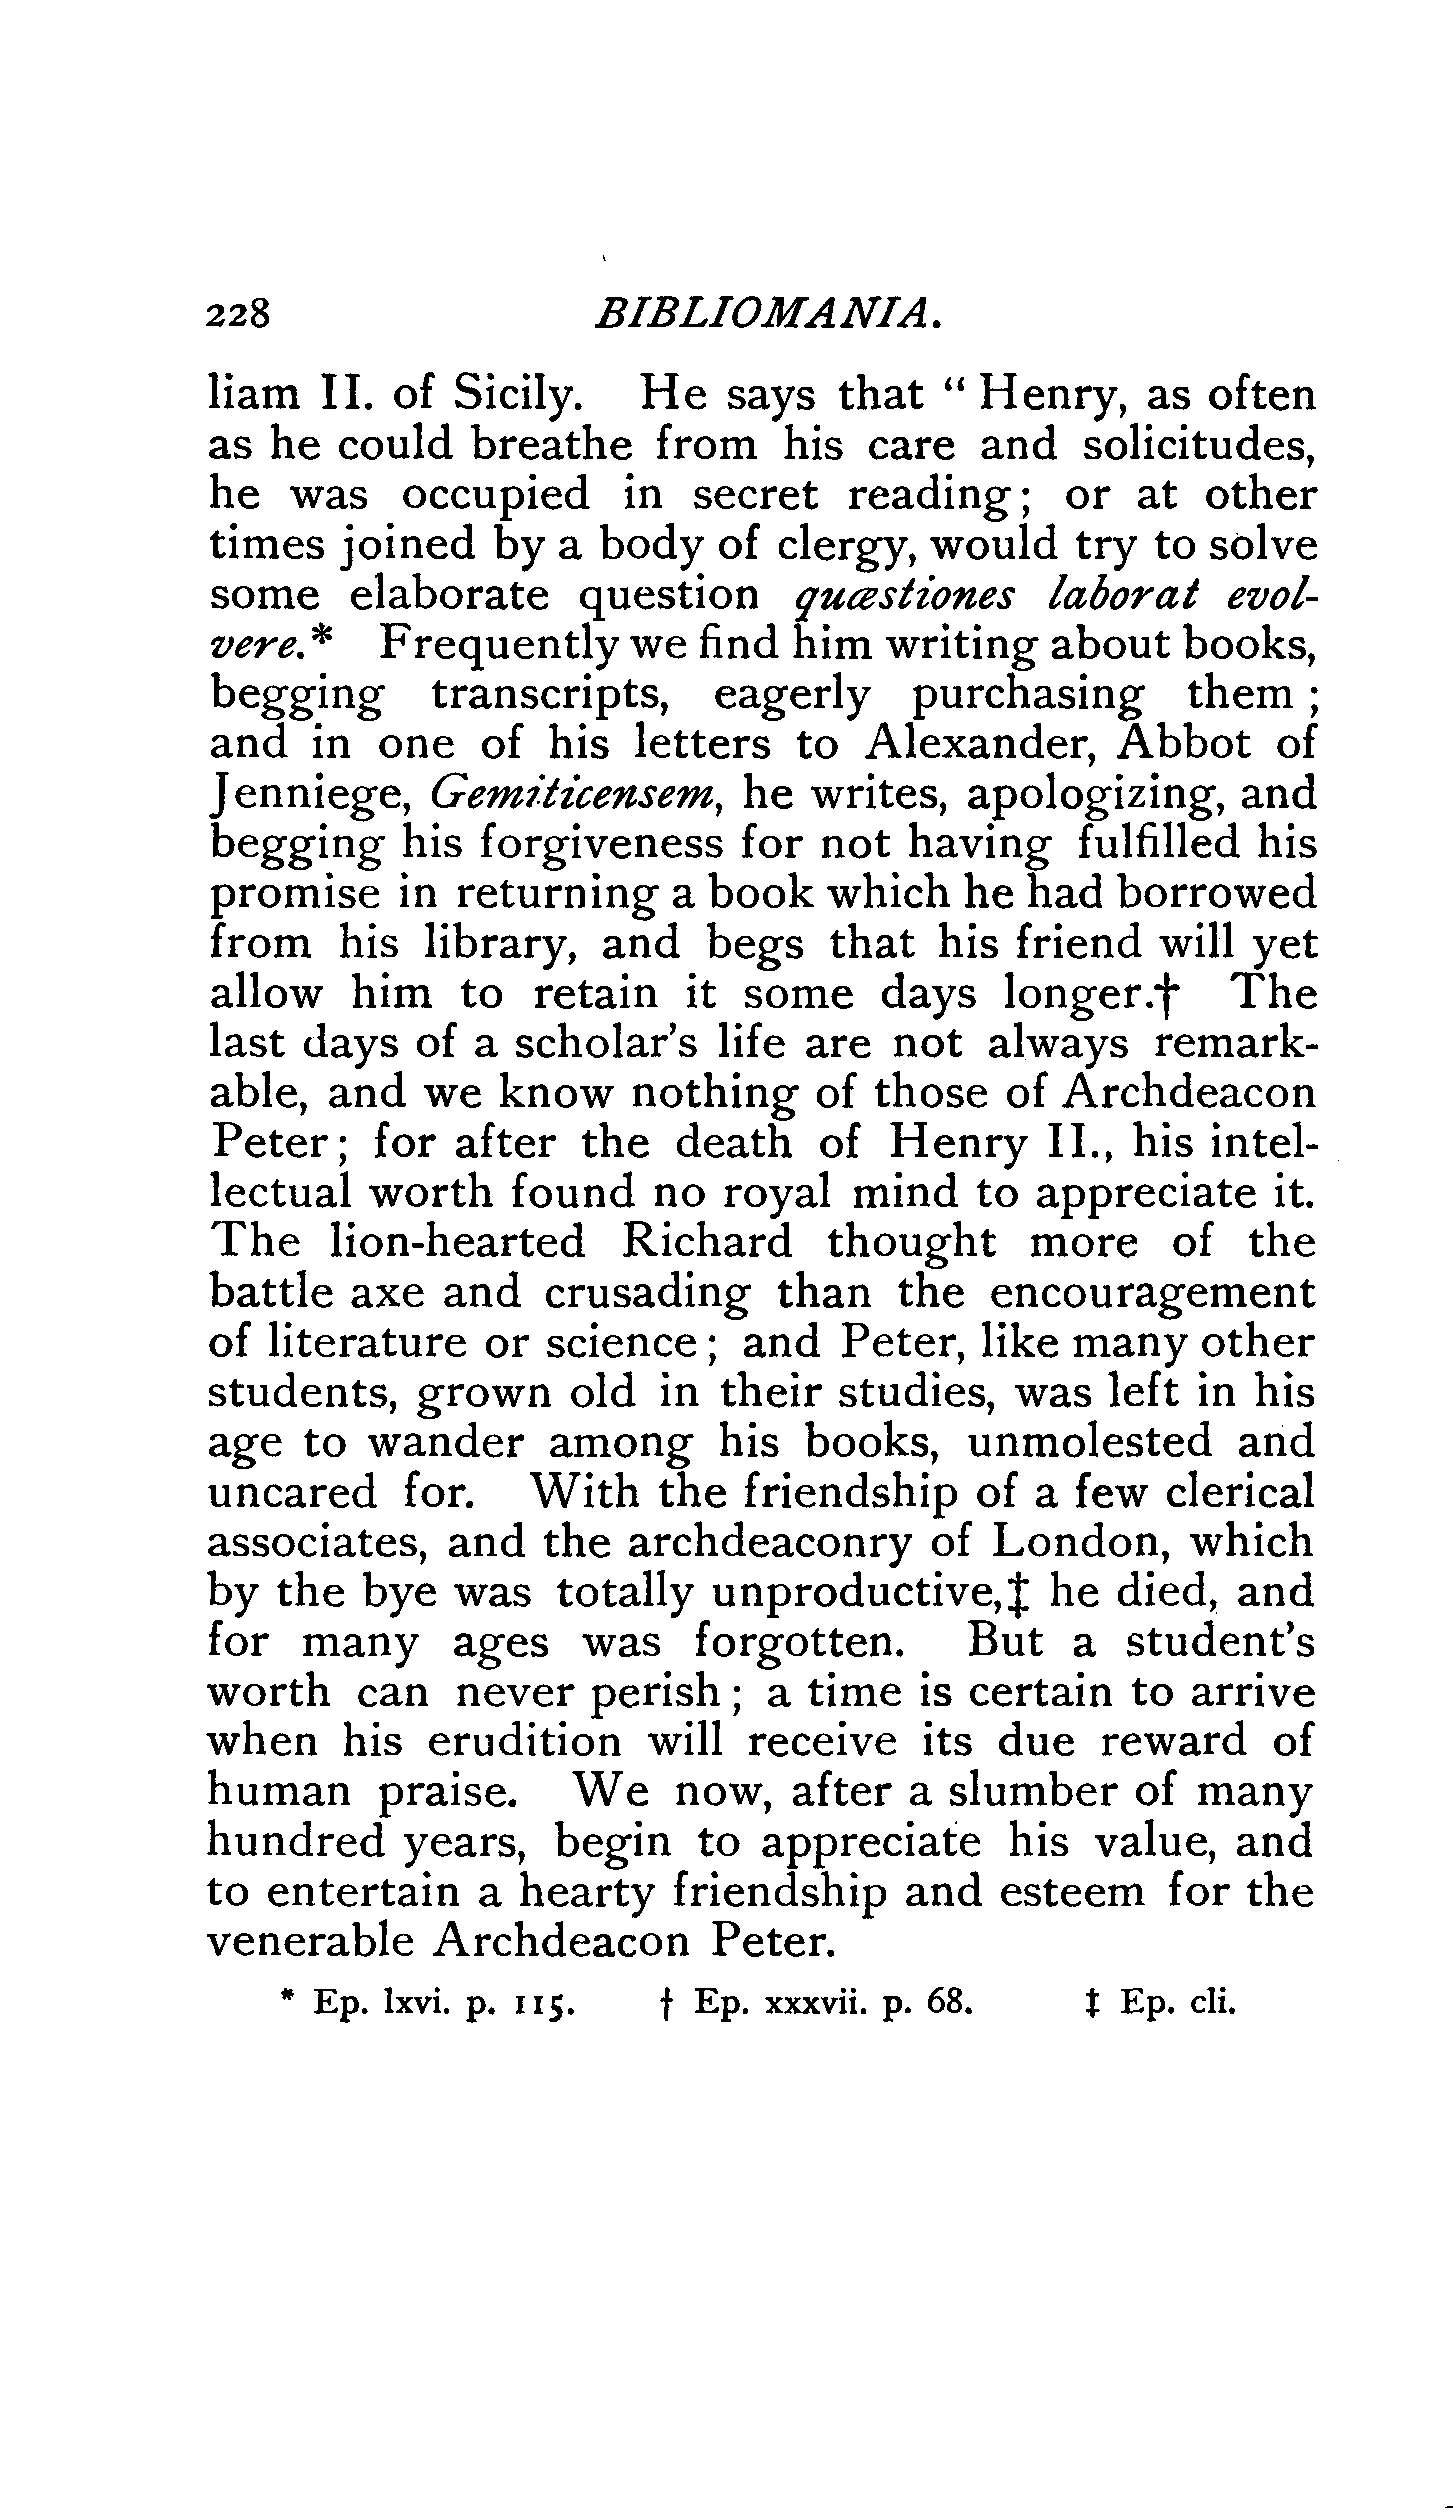 228 BIBLIOMANIA.
liam II. of Sicily. He says that “ Henry, as often
as he could breathe from his care and solicitudes,
he was occupied in secret reading ; or at other
times joined by a body of clergy, would try to solve
some elaborate question quæstiones laborat evol-
vere.* Frequently we find him writing about books,
begging transcripts, eagerly purchasing them ;
and in one of his letters to Alexander, Abbot of
Jenniege, Gemiticensem, he writes, apologizing, and
begging his forgiveness for not having fulfilled his
promise in returning a book which he had borrowed
from his library, and begs that his friend will yet
allow him to retain it some days longer.† The
last days of a scholar's life are not always remark-
able, and we know nothing of those of Archdeacon
Peter ; for after the death of Henry II., his intel-
lectual worth found no royal mind to appreciate it.
The lion-hearted Richard thought more of the
battle axe and crusading than the encouragement
of literature or science ; and Peter, like many other
students, grown old in their studies, was left in his
age to wander among his books, unmolested and
uncared for. With the friendship of a few clerical
associates, and the archdeaconry of London, which
by the bye was totally unproductive,‡ he died, and
for many ages was forgotten. But a student's
worth can never perish ; a time is certain to arrive
when his erudition will receive its due reward of
human praise. We now, after a slumber of many
hundred years, begin to appreciate his value, and
to entertain a hearty friendship and esteem for the
venerable Archdeacon Peter.
* Ep. lxvi. p. 115. † Ep. xxxvii. p. 68. ‡ Ep. cli.